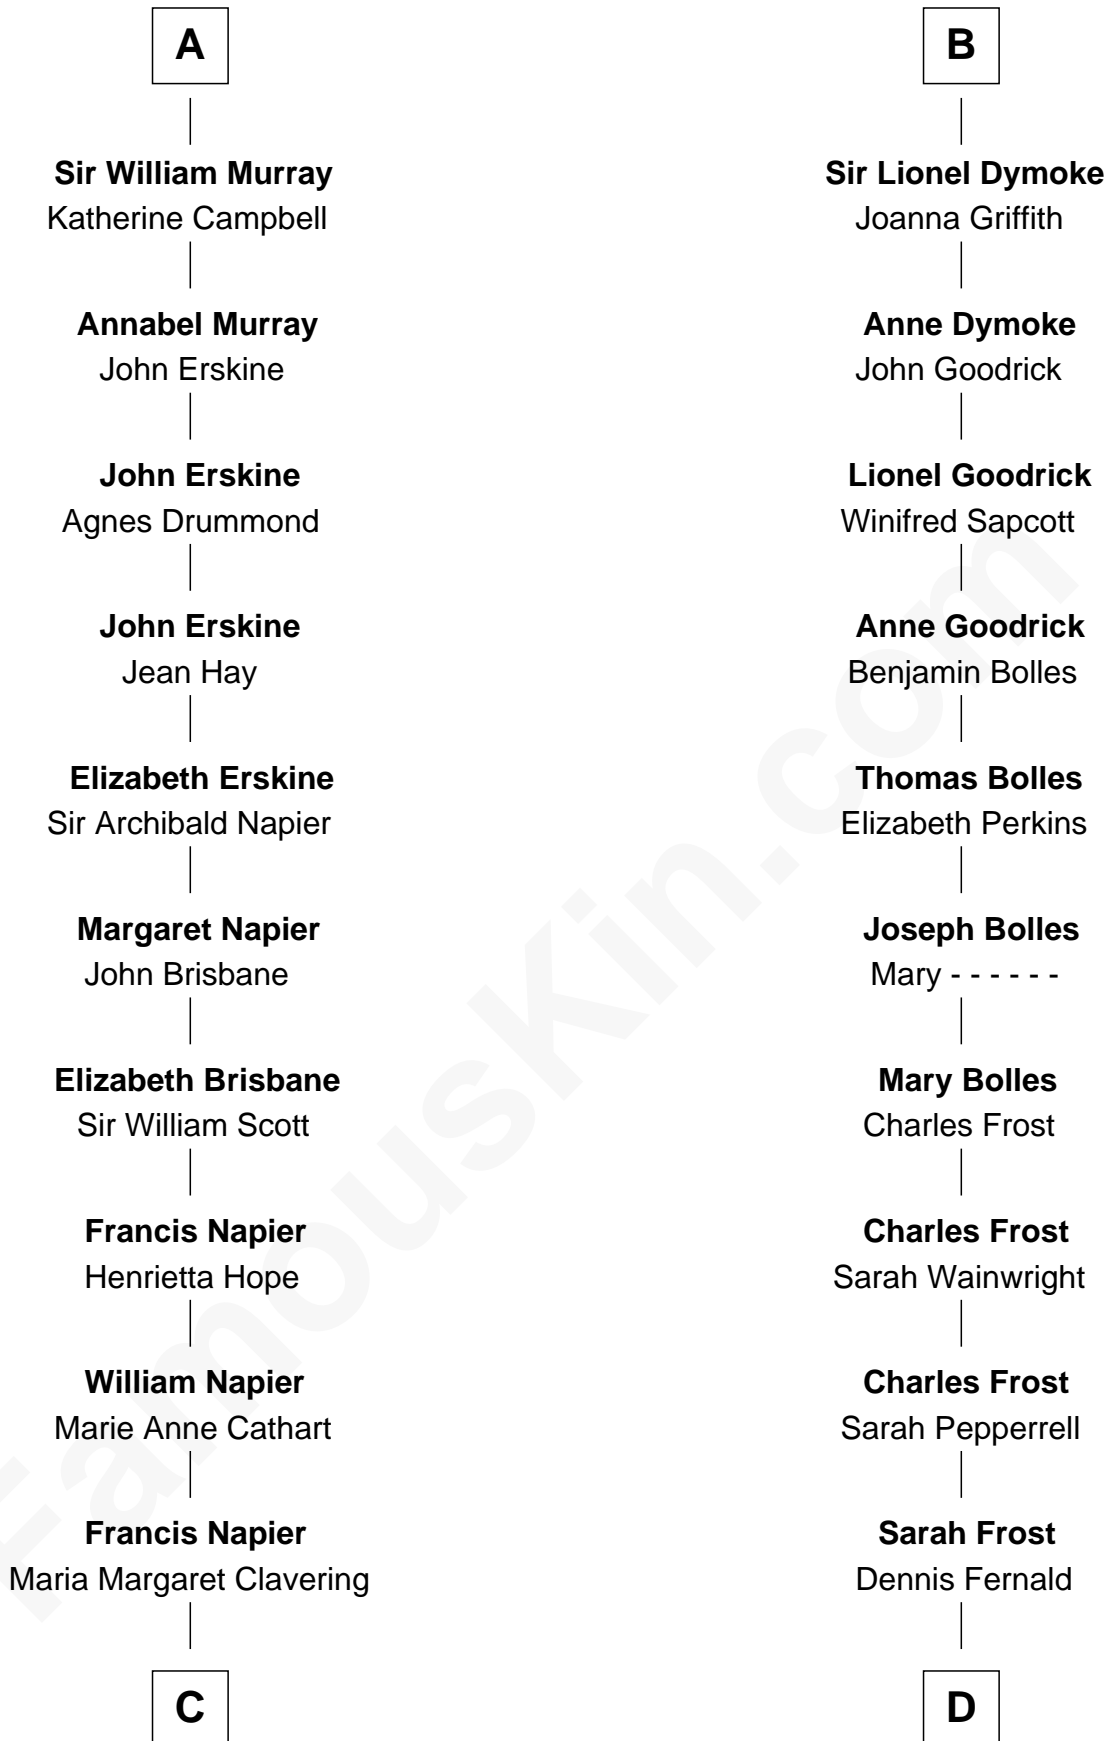 A
Sir William Murray
Katherine Campbell
Annabel Murray
John Erskine
John Erskine
Agnes Drummond
John Erskine
Jean Hay
Elizabeth Erskine
Sir Archibald Napier
Margaret Napier
John Brisbane
Elizabeth Brisbane
Sir William Scott
Francis Napier
Henrietta Hope
William Napier
Marie Anne Cathart
Francis Napier
Maria Margaret Clavering
C
B
Sir Lionel Dymoke
Joanna Griffith
Anne Dymoke
John Goodrick
Lionel Goodrick
Winifred Sapcott
Anne Goodrick
Benjamin Bolles
Thomas Bolles
Elizabeth Perkins
Joseph Bolles
Mary - - - - - -
Mary Bolles
Charles Frost
Charles Frost
Sarah Wainwright
Charles Frost
Sarah Pepperrell
Sarah Frost
Dennis Fernald
D
FamousKin.com